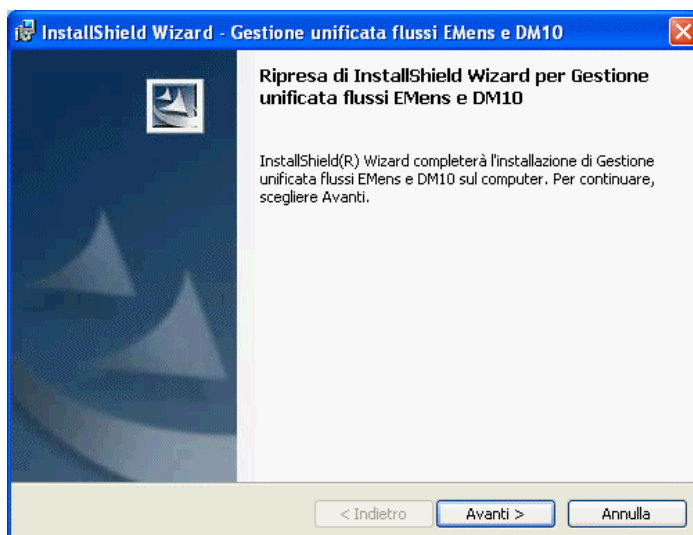 InstallShield Wizard - Gestione unificata flussi EMens e DM10
Ripresa di InstallShield Wizard per Gestione
unificata flussi EMens e DM10
InstallShield(R) Wizard completerà l'installazione di Gestione
unificata flussi EMens e DM10 sul computer. Per continuare,
scegliere Avanti.
< Indietro
Avanti >
Annulla